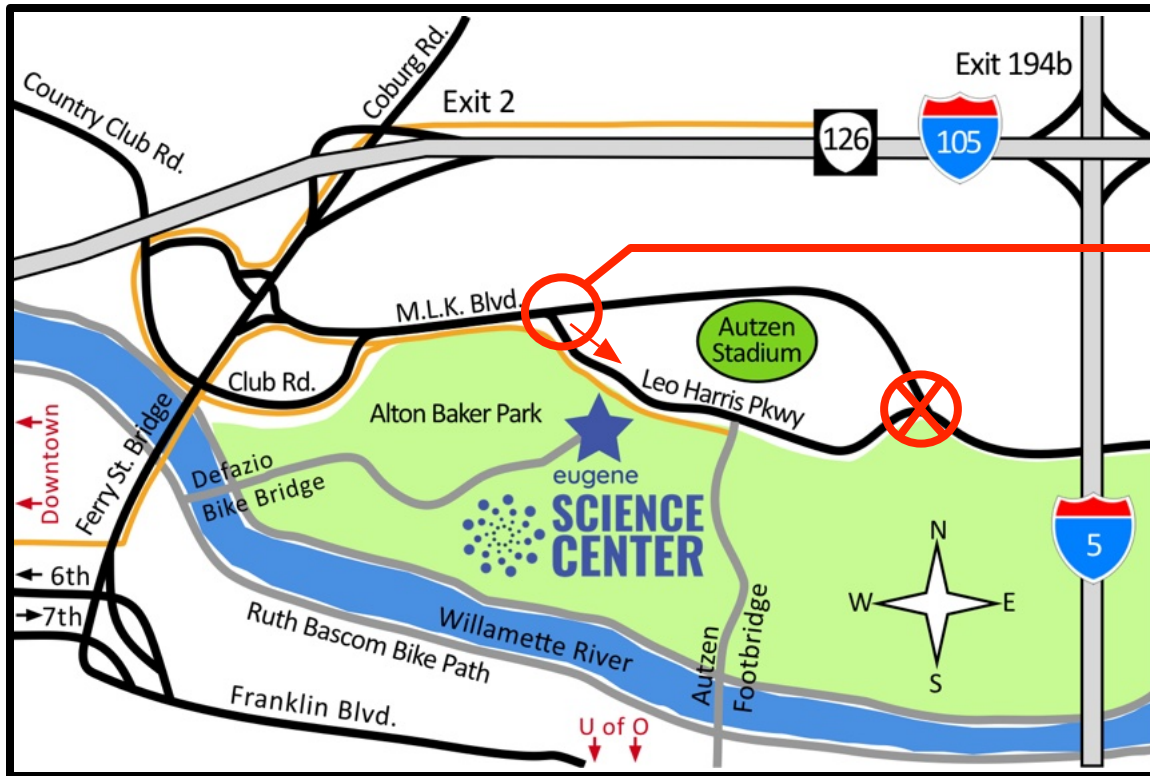 Exit 194b
Coburg Rd.
Country Club Rd.
Exit 2
126
105
M.L.K. Blvd.
Autzen
Stadium
Club Rd.
Leo Harris Pkwy
Alton Baker Park
Ferry St. Bridge
Downtown
Defazio
Bike Bridge
eugene
SCIENCE
CENTER
5
N
W
E
S
6th
7th
Ruth Bascom Bike Path
Willamette River
Autzen
Footbridge
Franklin Blvd.
U of O